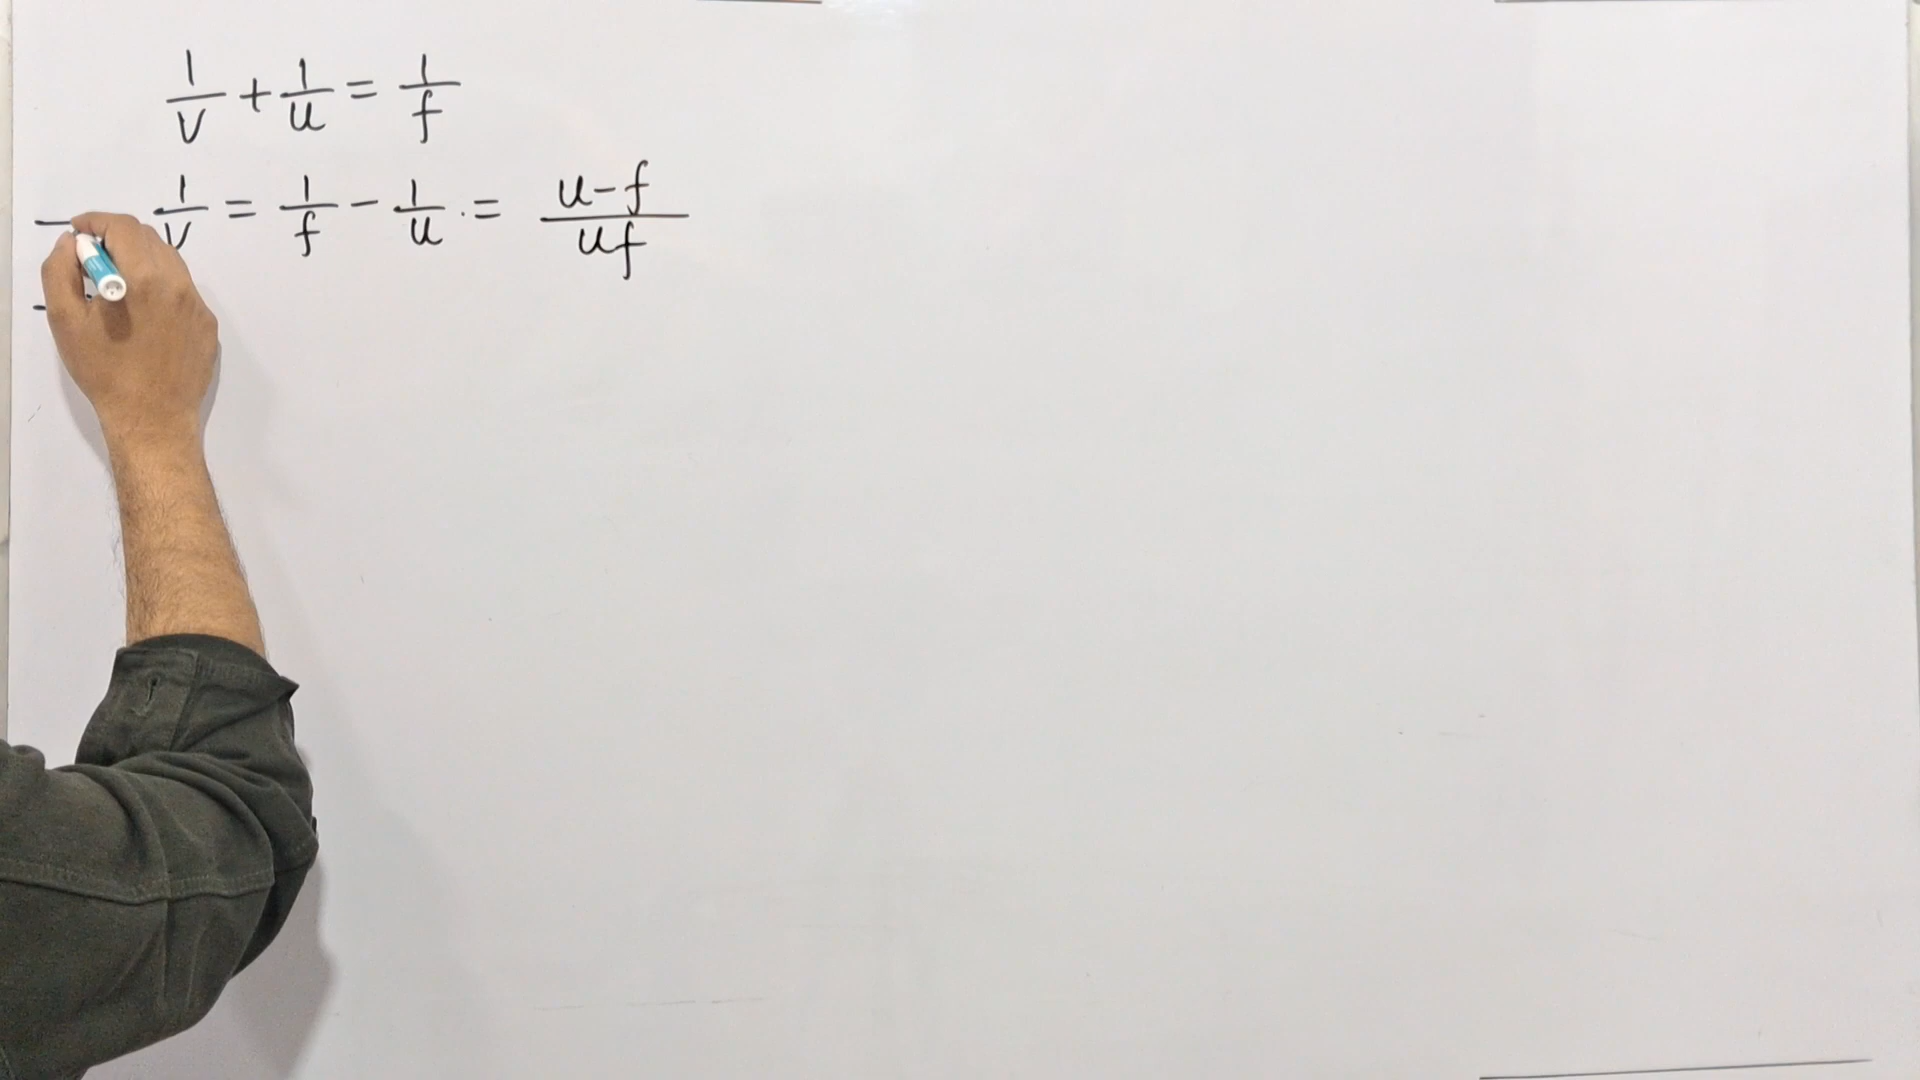 1/v + 1/u = 1/f
1/v = 1/f - 1/u . = u-f/uf